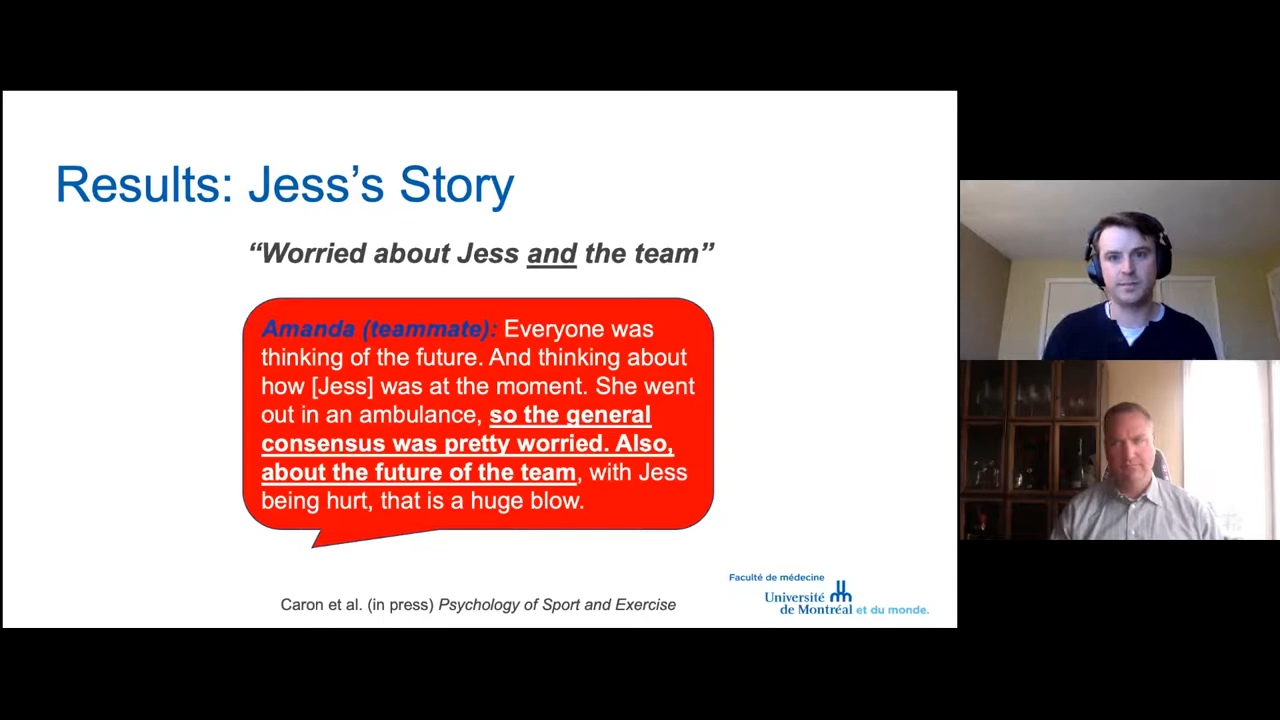 Results: Jess’s Story
“Worried about Jess and the team”
Amanda (teammate): Everyone was
thinking of the future. And thinking about
how [Jess] was at the moment. She went
out in an ambulance, so the general
consensus was pretty worried. Also,
about the future of the team, with Jess
being hurt, that is a huge blow.
Caron et al. (in press) Psychology of Sport and Exercise
Faculté de médecine
Université
de Montréal et du monde.